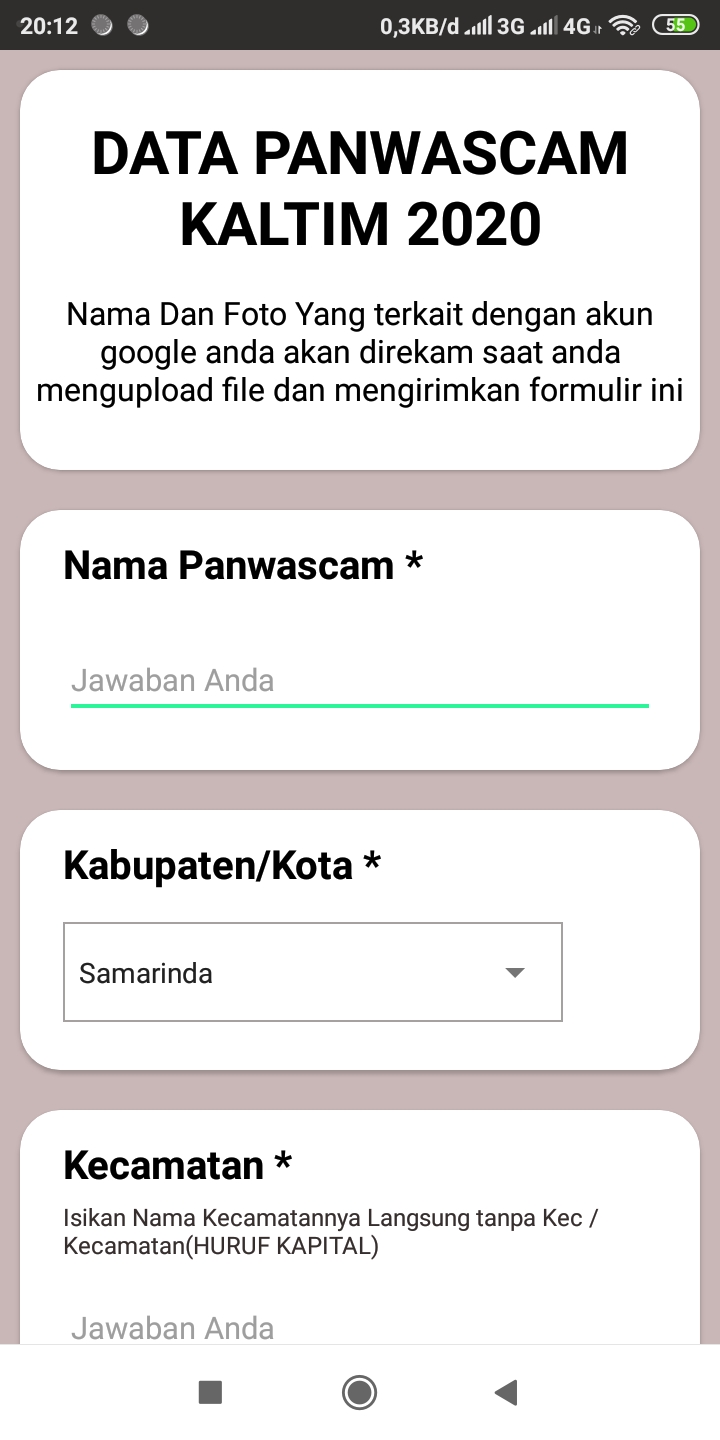 20:12 0,3KB/d 3G 4G 55
DATA PANWASCAM
KALTIM 2020
Nama Dan Foto Yang terkait dengan akun
google anda akan direkam saat anda
mengupload file dan mengirimkan formulir ini
Nama Panwascam *
Jawaban Anda
Kabupaten/Kota *
Samarinda
Kecamatan *
Isikan Nama Kecamatannya Langsung tanpa Kec /
Kecamatan(HURUF KAPITAL)
Jawaban Anda